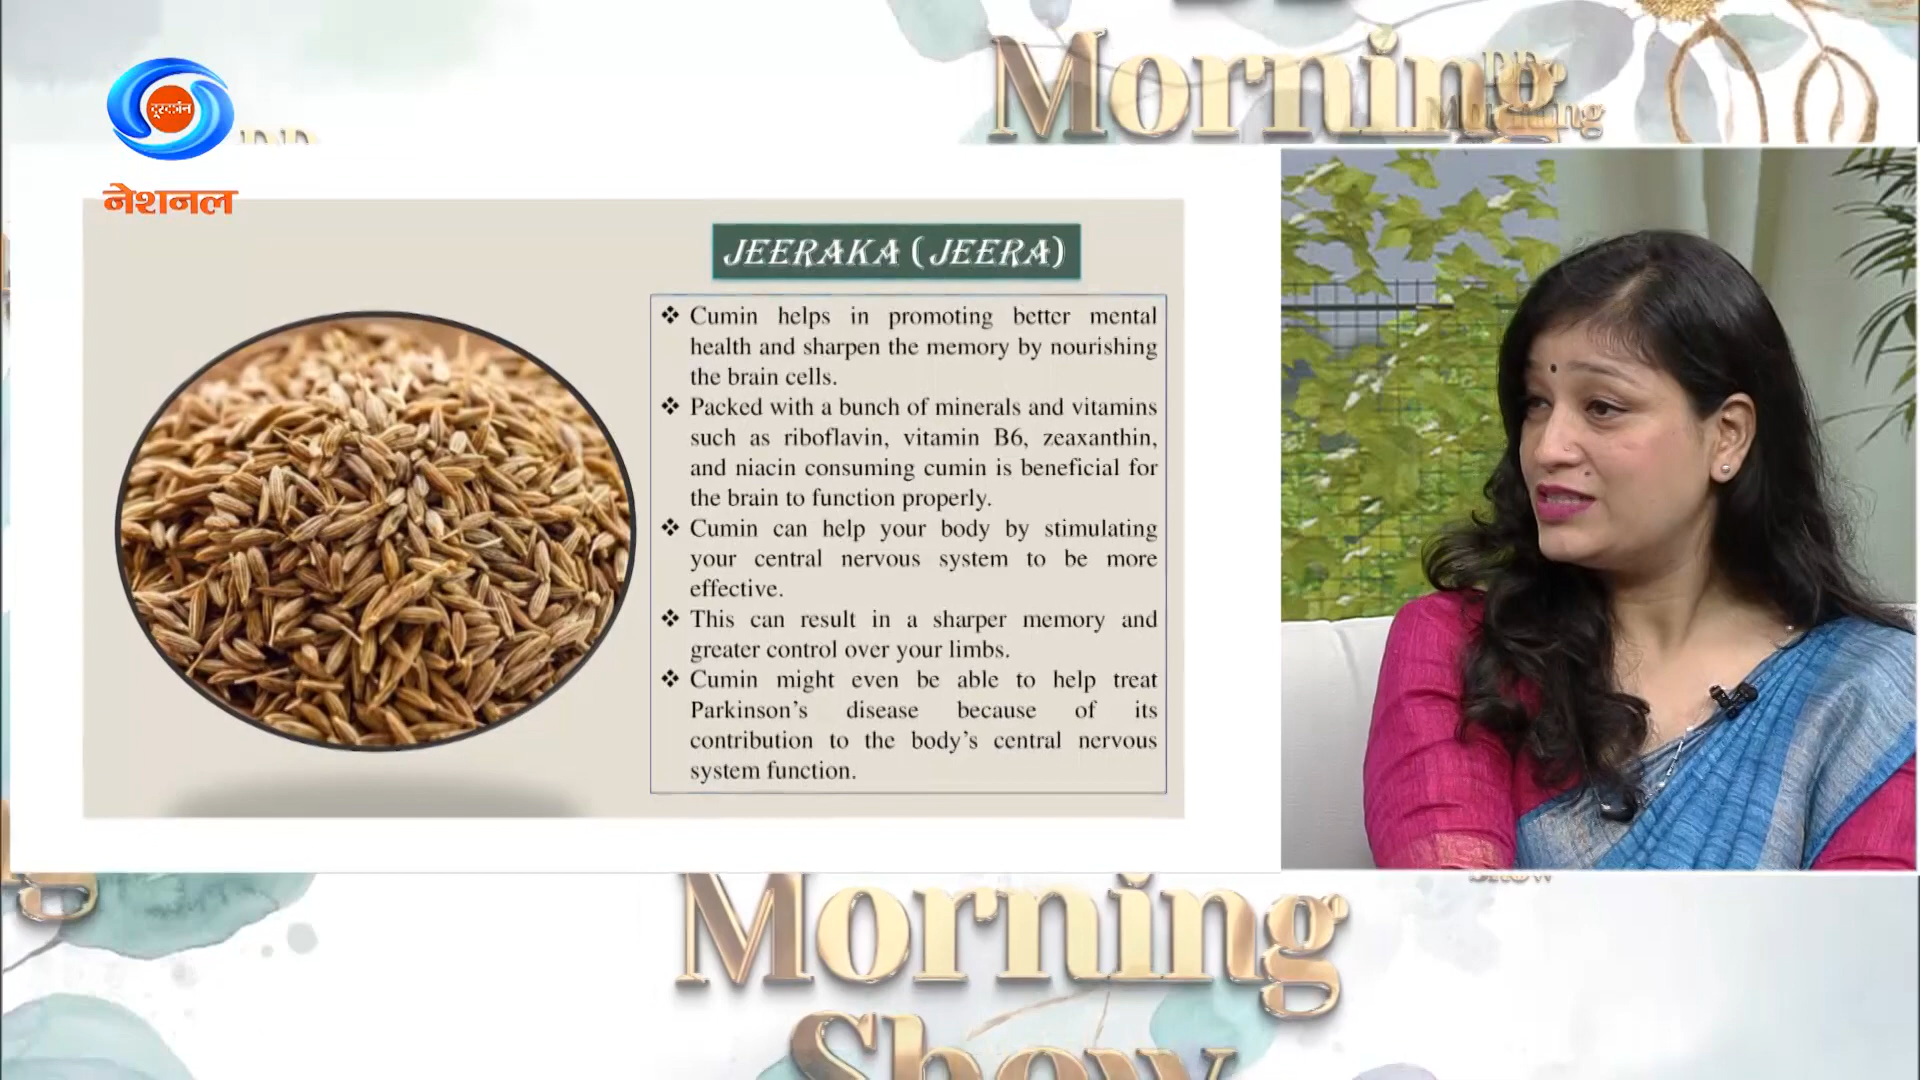 Morning
DD
Morning
दूरदर्शन
DD
नेशनल
JEERAKA (JEERA)
❖ Cumin helps in promoting better mental
health and sharpen the memory by nourishing
the brain cells.
❖ Packed with a bunch of minerals and vitamins
such as riboflavin, vitamin B6, zeaxanthin,
and niacin consuming cumin is beneficial for
the brain to function properly.
❖ Cumin can help your body by stimulating
your central nervous system to be more
effective.
❖ This can result in a sharper memory and
greater control over your limbs.
❖ Cumin might even be able to help treat
Parkinson’s disease because of its
contribution to the body’s central nervous
system function.
Show
Morning
Show